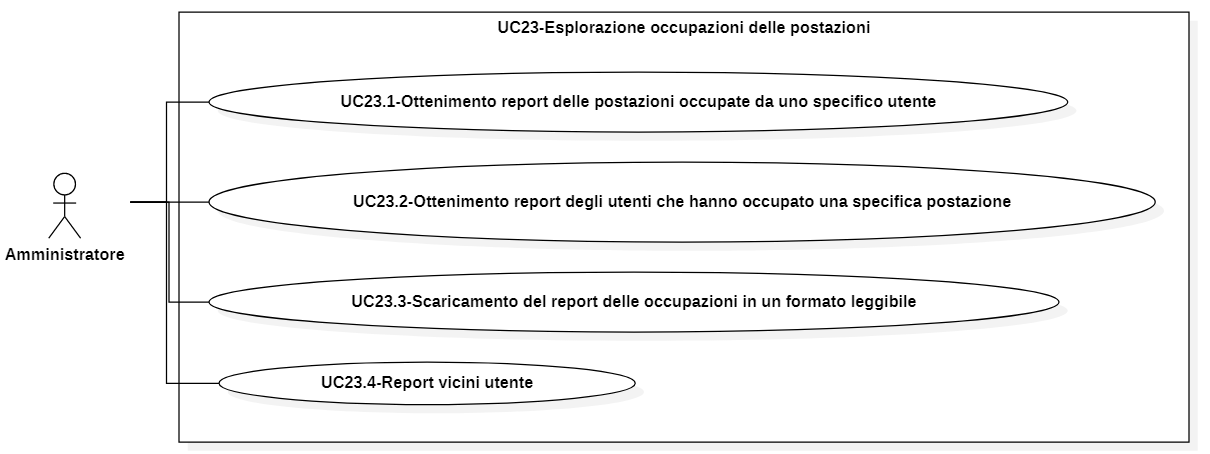 UC23-Esplorazione occupazioni delle postazioni
UC23.1-Ottenimento report delle postazioni occupate da uno specifico utente
UC23.2-Ottenimento report degli utenti che hanno occupato una specifica postazione
Amministratore
UC23.3-Scaricamento del report delle occupazioni in un formato leggibile
UC23.4-Report vicini utente